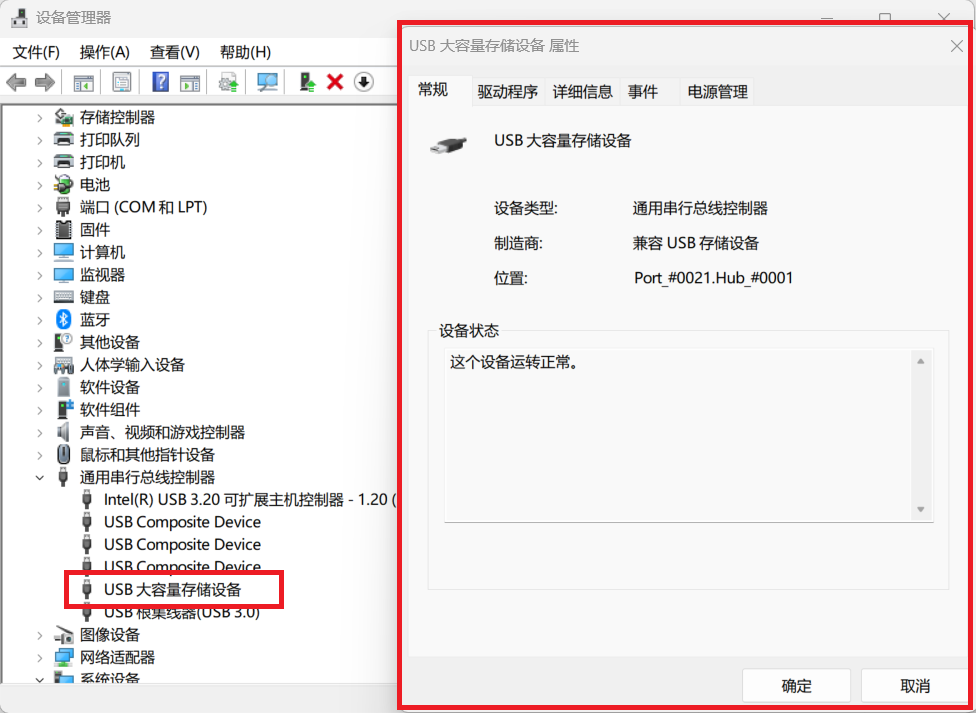 设备管理器
文件(F) 操作(A) 查看(V) 帮助(H)
存储控制器
打印队列
打印机
电池
端口 (COM 和 LPT)
固件
计算机
监视器
键盘
蓝牙
其他设备
人体学输入设备
软件设备
软件组件
声音、视频和游戏控制器
鼠标和其他指针设备
通用串行总线控制器
Intel(R) USB 3.20 可扩展主机控制器 - 1.20 (
USB Composite Device
USB Composite Device
USB Composite Device
USB 大容量存储设备
USB 根集线器(USB 3.0)
图像设备
网络适配器
系统设备
USB 大容量存储设备 属性
常规 驱动程序 详细信息 事件 电源管理
USB 大容量存储设备
设备类型: 通用串行总线控制器
制造商: 兼容 USB 存储设备
位置: Port_#0021.Hub_#0001
设备状态
这个设备运转正常。
确定 取消